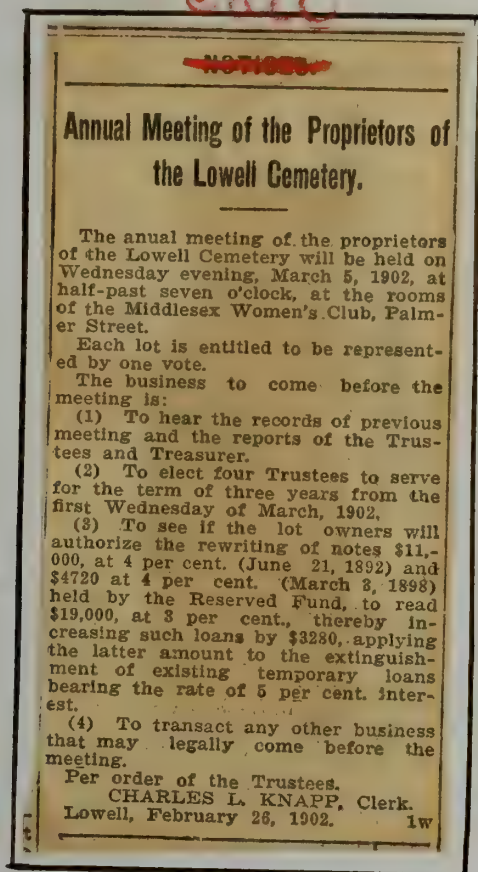 NOTICES.
Annual Meeting of the Proprietors of
the Lowell Cemetery.
The anual meeting of the proprietors
of the Lowell Cemetery will be held on
Wednesday evening, March 5, 1902, at
half-past seven o'clock, at the rooms
of the Middlesex Women's Club, Palm-
er Street.
Each lot is entitled to be represent-
ed by one vote.
The business to come before the
meeting is:
(1) To hear the records of previous
meeting and the reports of the Trus-
tees and Treasurer.
(2) To elect four Trustees to serve
for the term of three years from the
first Wednesday of March, 1902.
(3) To see if the lot owners will
authorize the rewriting of notes $11,-
000, at 4 per cent. (June 21, 1892) and
$4720 at 4 per cent. (March 3, 1898)
held by the Reserved Fund, to read
$19,000, at 3 per cent., thereby in-
creasing such loans by $3280, applying
the latter amount to the extinguish-
ment of existing temporary loans
bearing the rate of 5 per cent. inter-
est.
(4) To transact any other business
that may legally come before the
meeting.
Per order of the Trustees.
CHARLES L. KNAPP, Clerk.
Lowell, February 26, 1902. 1w